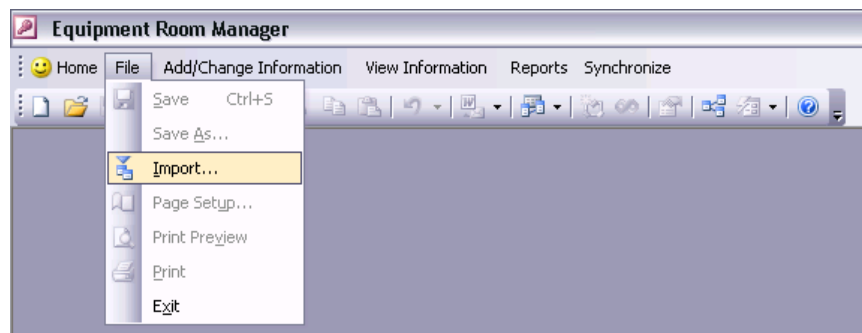 Equipment Room Manager
Home File Add/Change Information View Information Reports Synchronize
Save Ctrl+S
Save As...
Import...
Page Setup...
Print Preview
Print
Exit